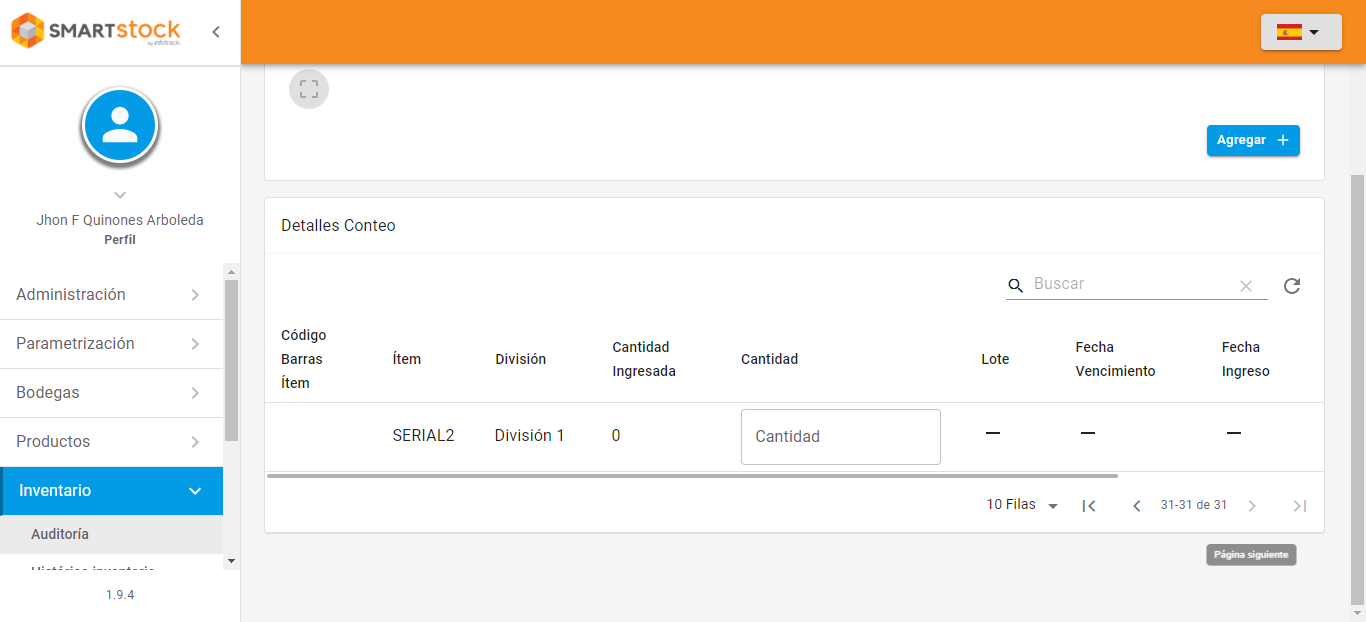 SMARTstock
by infotrack.
Jhon F Quinones Arboleda
Perfil
Administración
Parametrización
Bodegas
Productos
Inventario
Auditoría
Histórico inventario
1.9.4
Agregar +
Detalles Conteo
Buscar
Código Barras Ítem
Ítem
División
Cantidad Ingresada
Cantidad
Lote
Fecha Vencimiento
Fecha Ingreso
SERIAL2
División 1
0
Cantidad
—
—
—
10 Filas
31-31 de 31
Página siguiente